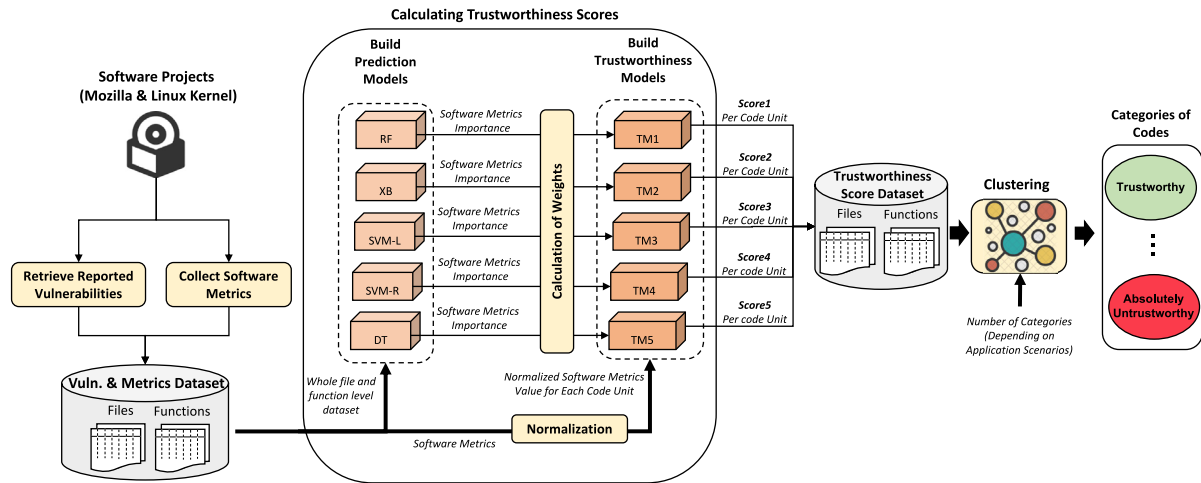 Calculating Trustworthiness Scores
Software Projects
(Mozilla & Linux Kernel)
Retrieve Reported
Vulnerabilities
Collect Software
Metrics
Vuln. & Metrics Dataset
Files
Functions
Build
Prediction
Models
RF
XB
SVM-L
SVM-R
DT
Whole file and
function level
dataset
Software Metrics
Importance
Software Metrics
Importance
Software Metrics
Importance
Software Metrics
Importance
Software Metrics
Importance
Calculation of Weights
Build
Trustworthiness
Models
TM1
TM2
TM3
TM4
TM5
Normalized Software Metrics
Value for Each Code Unit
Software Metrics
Normalization
Score1
Per Code Unit
Score2
Per Code Unit
Score3
Per Code Unit
Score4
Per code Unit
Score5
Per code Unit
Trustworthiness
Score Dataset
Files
Functions
Clustering
Number of Categories
(Depending on
Application Scenarios)
Categories of
Codes
Trustworthy
Absolutely
Untrustworthy